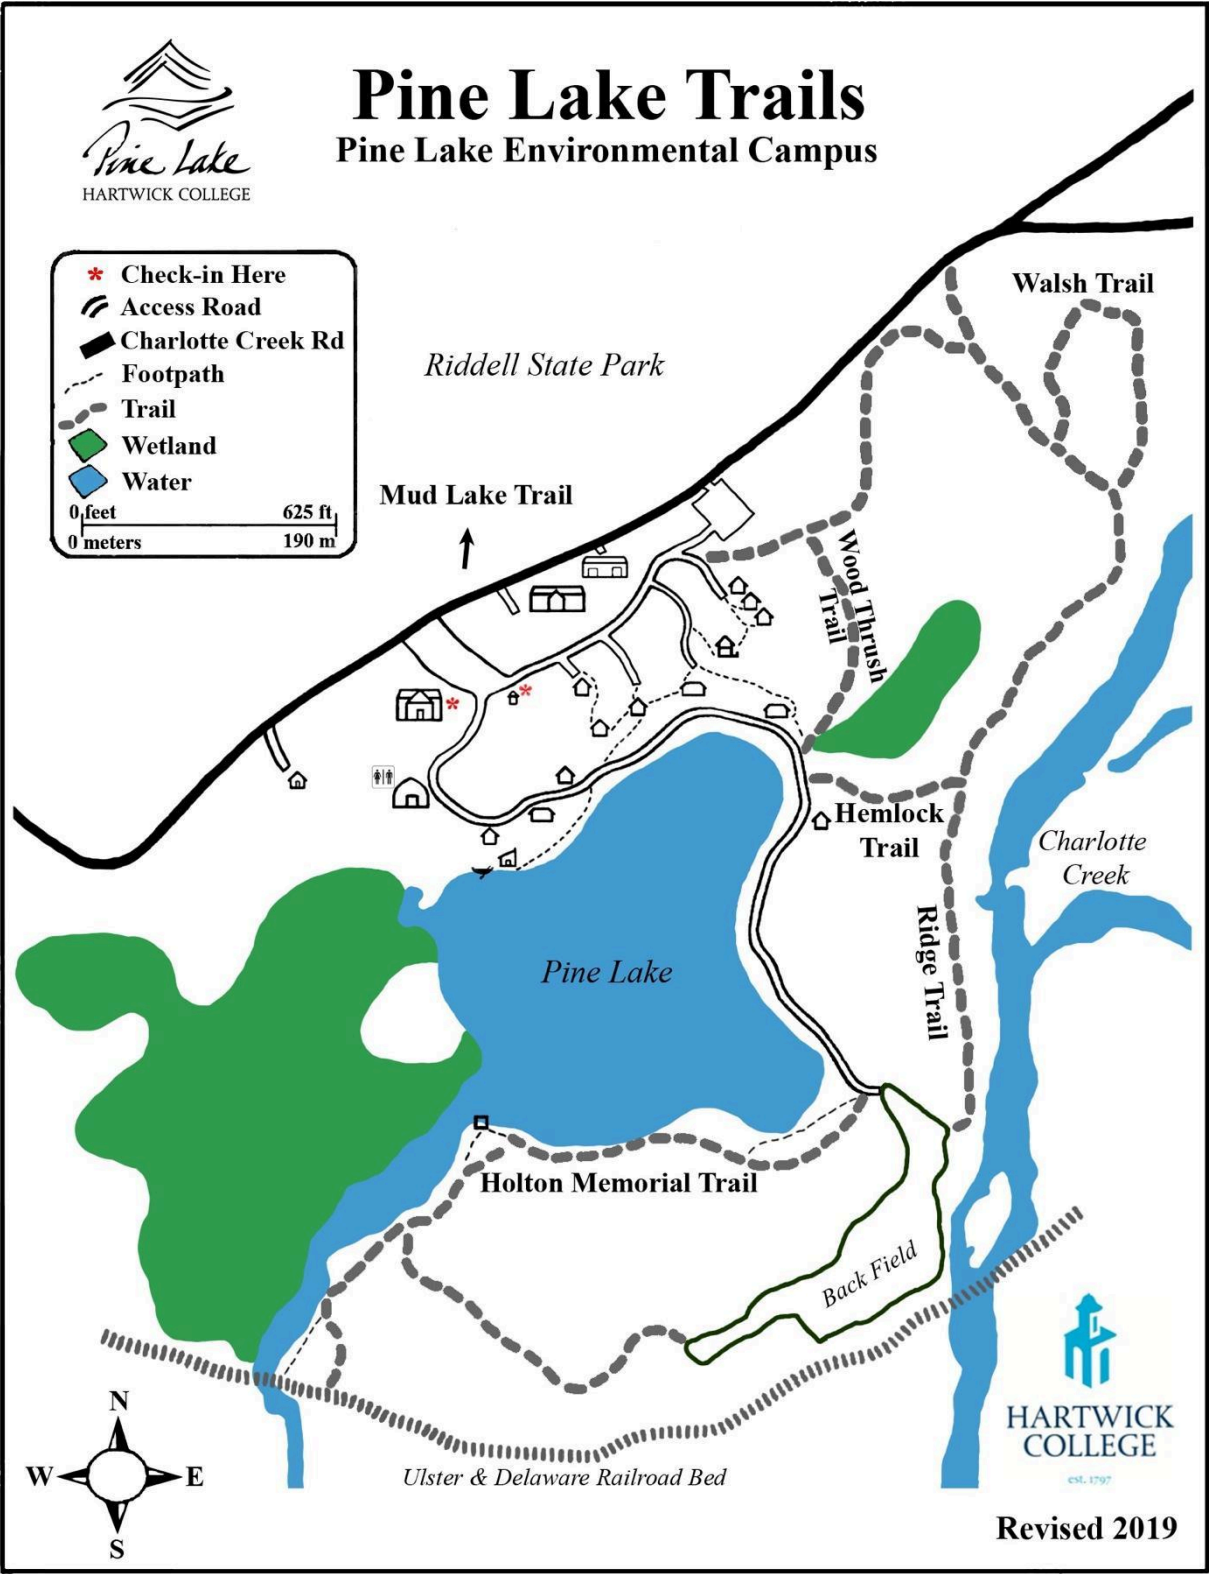 Pine Lake
HARTWICK COLLEGE
Pine Lake Trails
Pine Lake Environmental Campus
* Check-in Here
Access Road
Charlotte Creek Rd
Footpath
Trail
Wetland
Water
0 feet 625 ft
0 meters 190 m
Walsh Trail
Riddell State Park
Mud Lake Trail
Wood Thrush
Trail
Hemlock
Trail
Charlotte
Creek
Ridge Trail
Pine Lake
Holton Memorial Trail
Back Field
Ulster & Delaware Railroad Bed
N
W E
S
HARTWICK
COLLEGE
est. 1797
Revised 2019